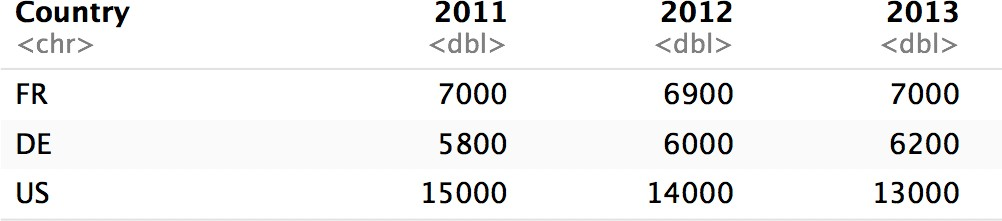 Country 2011 2012 2013
<chr> <dbl> <dbl> <dbl>
FR 7000 6900 7000
DE 5800 6000 6200
US 15000 14000 13000